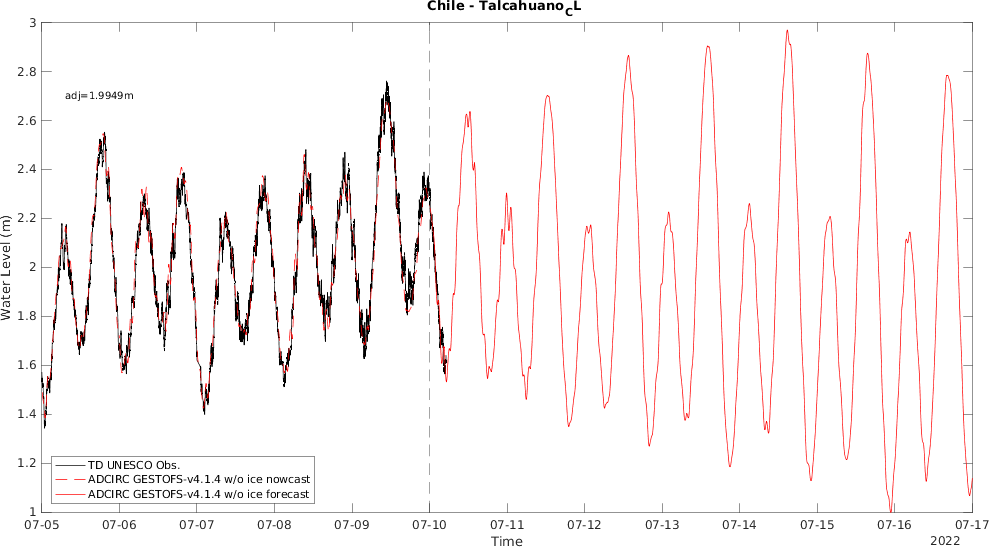 Chile - Talcahuano_CL
3
2.8
2.6
2.4
2.2
2
1.8
1.6
1.4
1.2
1
Water Level (m)
adj=1.9949m
TD UNESCO Obs.
ADCIRC GESTOFS-v4.1.4 w/o ice nowcast
ADCIRC GESTOFS-v4.1.4 w/o ice forecast
07-05 07-06 07-07 07-08 07-09 07-10 07-11 07-12 07-13 07-14 07-15 07-16 07-17
Time
2022